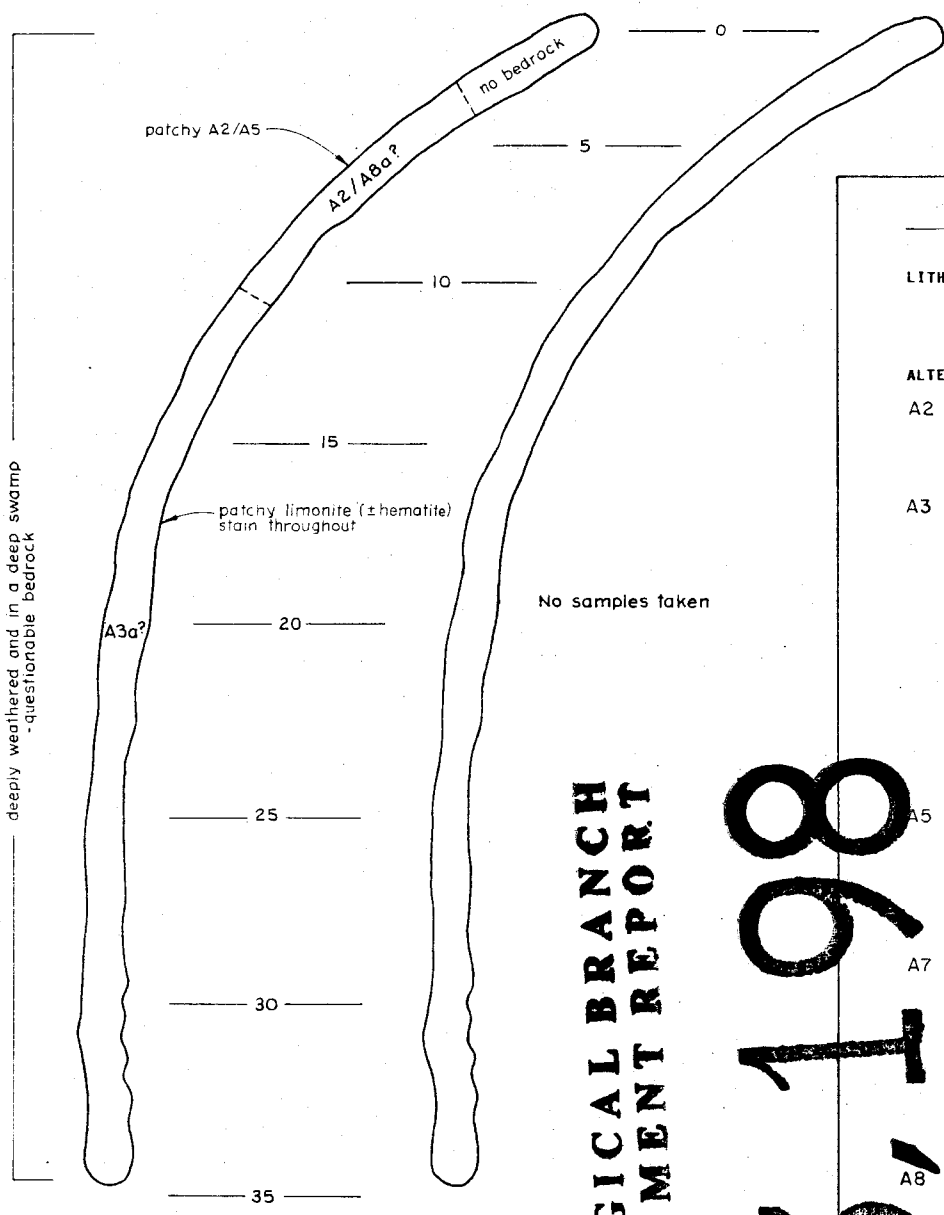 0
no bedrock
patchy A2/A5
5
A2/A8a?
10
15
patchy limonite (±hematite)
stain throughout
deeply weathered and in a deep swamp
-questionable bedrock
No samples taken
A3a?
20
25
30
35
LITH
ALTE
A2
A3
A5
A7
A8
GICAL BRANCH
MENT REPORT
198